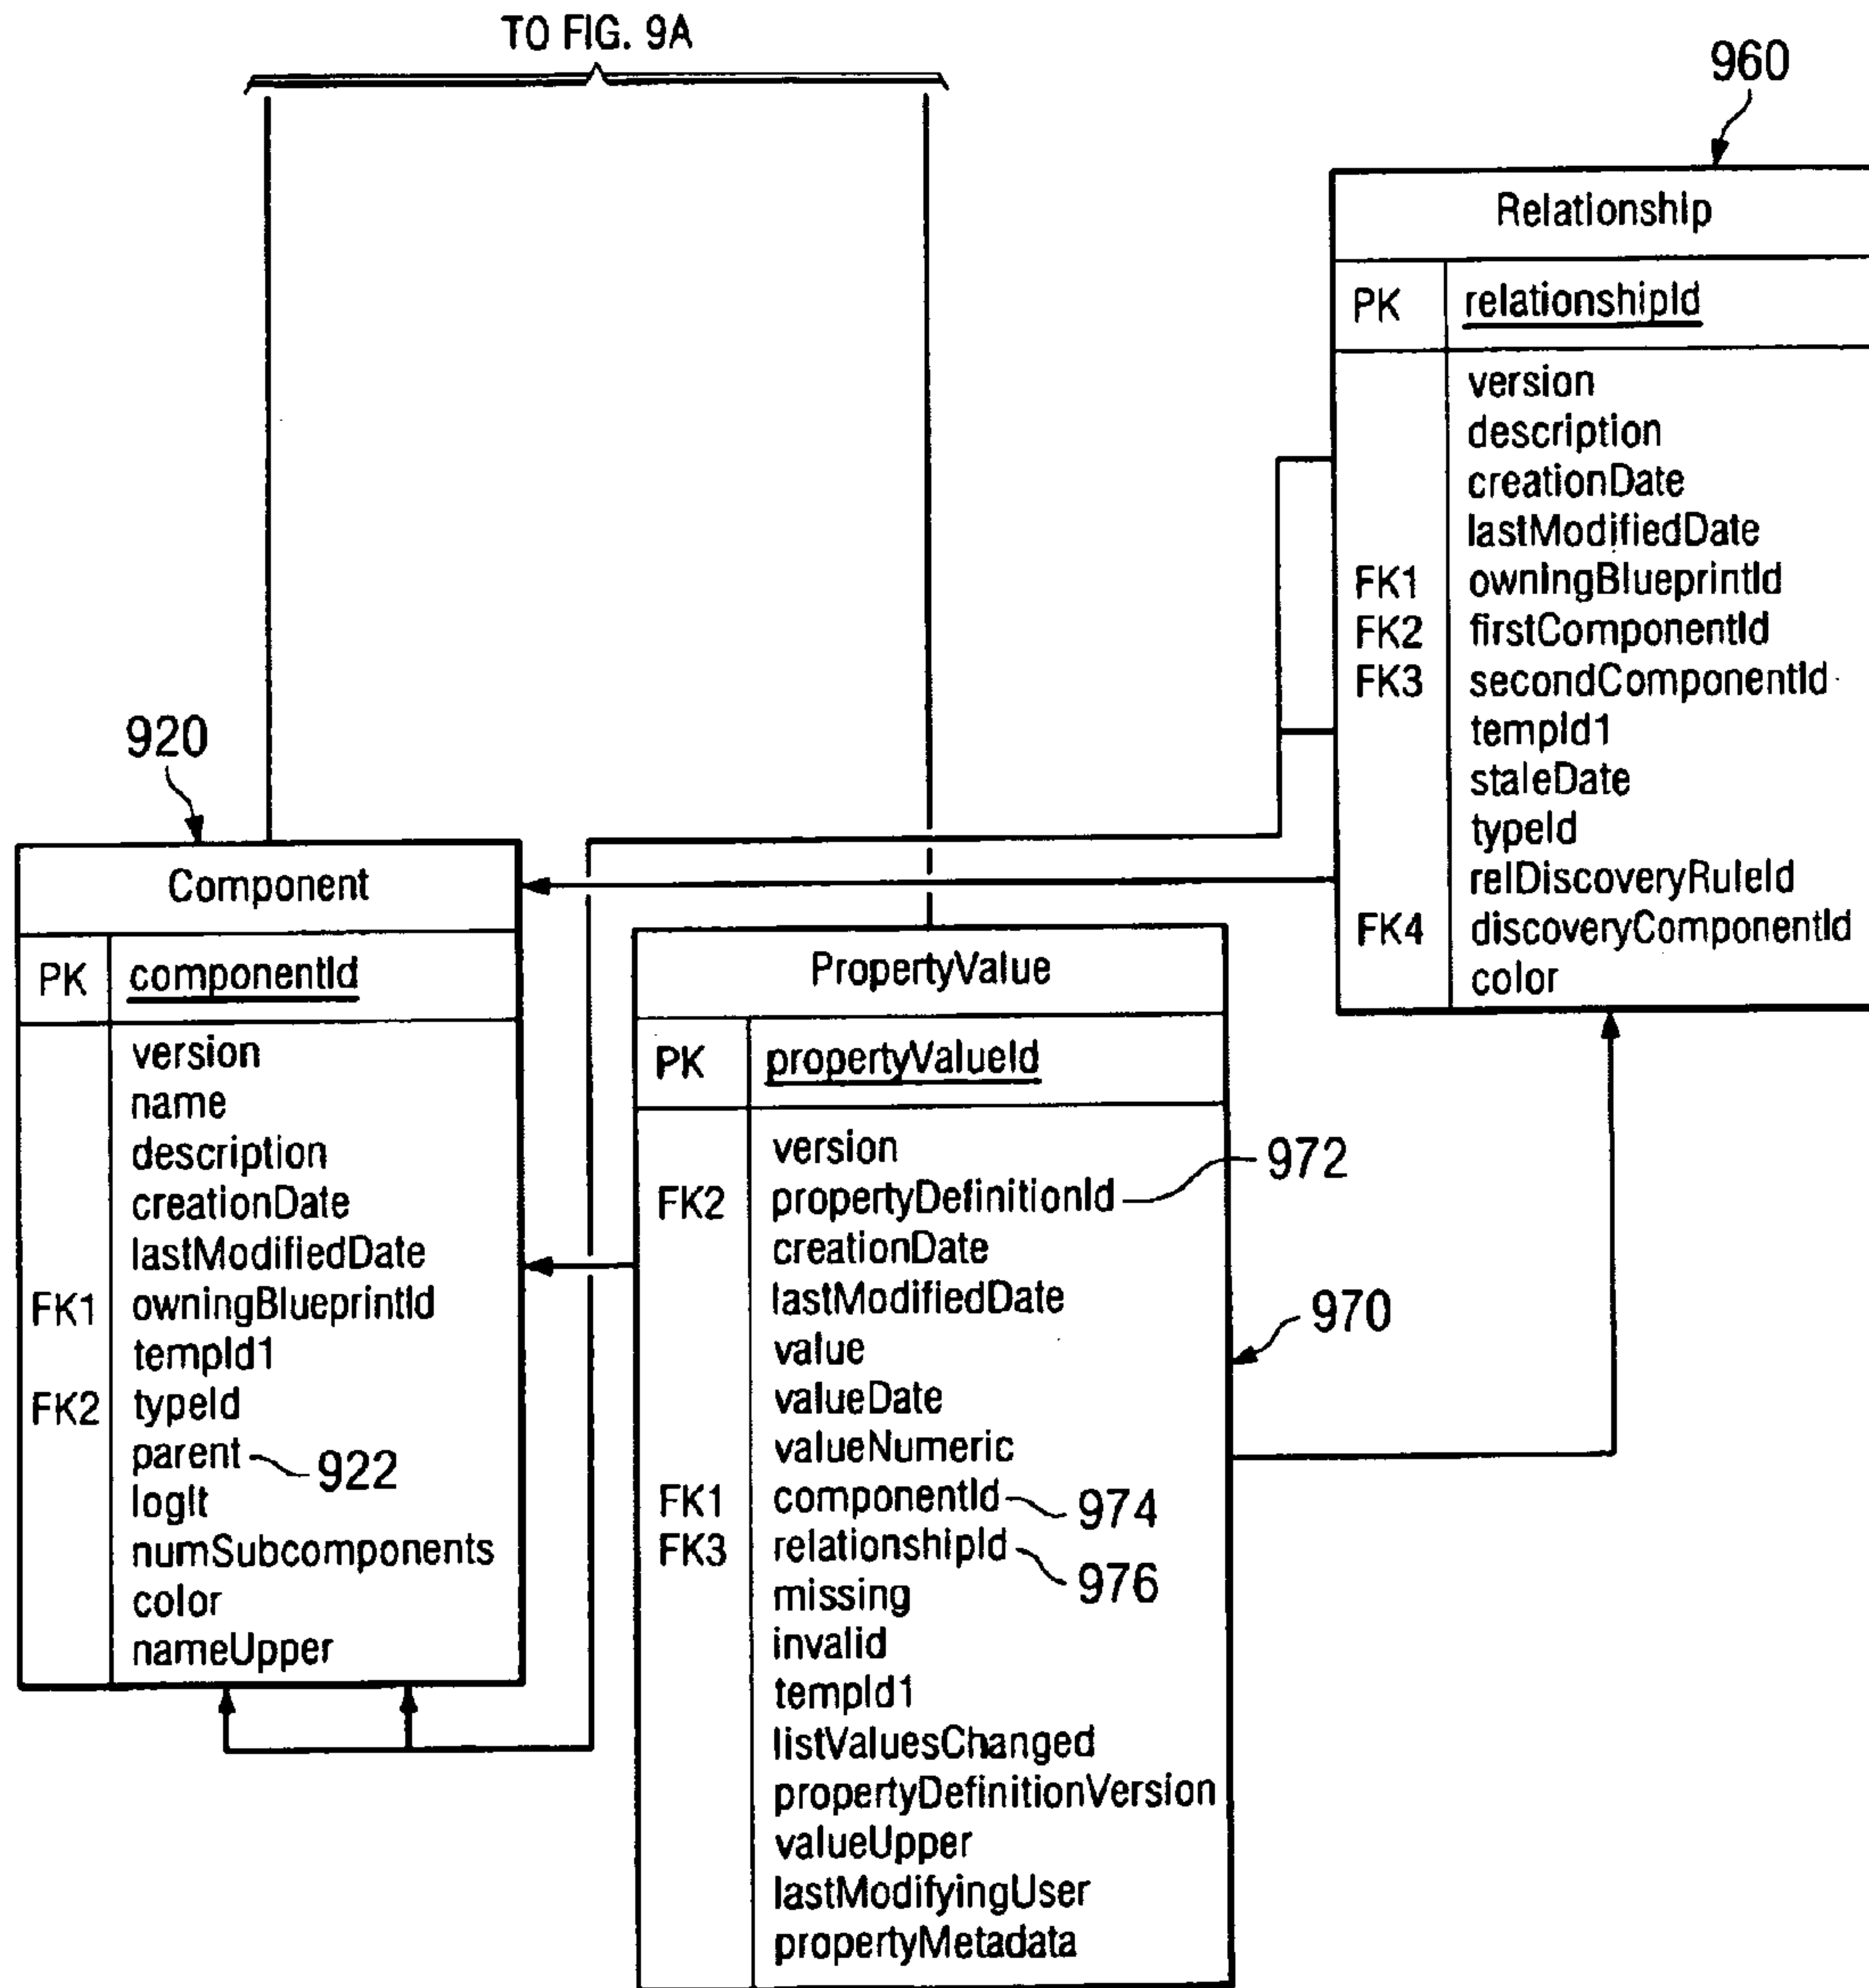 TO FIG. 9A
960
Relationship
PK relationshipId
version
description
creationDate
lastModifiedDate
FK1 owningBlueprintId
FK2 firstComponentId
FK3 secondComponentId
tempId1
staleDate
typeId
relDiscoveryRuleId
FK4 discoveryComponentId
color
920
Component
PK componentId
version
name
description
creationDate
lastModifiedDate
FK1 owningBlueprintId
tempId1
FK2 typeId
parent 922
logIt
numSubcomponents
color
nameUpper
PropertyValue
PK propertyValueId
version
FK2 propertyDefinitionId 972
creationDate
lastModifiedDate
970
value
valueDate
valueNumeric
FK1 componentId 974
FK3 relationshipId 976
missing
invalid
tempId1
listValuesChanged
propertyDefinitionVersion
valueUpper
lastModifyingUser
propertyMetadata